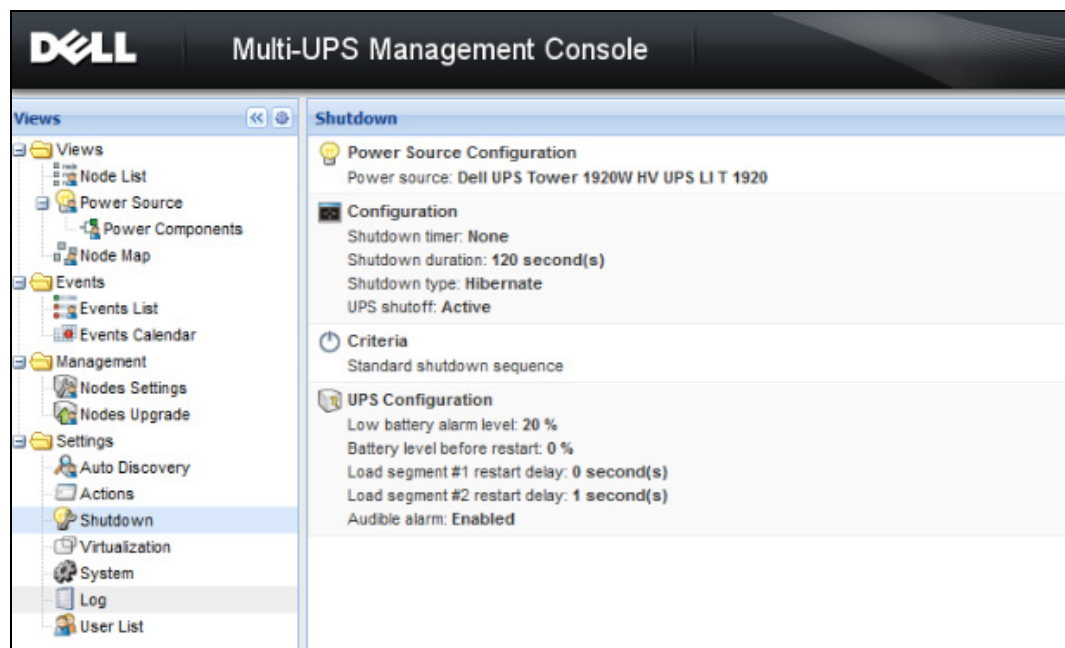 DELL
Multi-UPS Management Console
Views
Views
Node List
Power Source
Power Components
Node Map
Events
Events List
Events Calendar
Management
Nodes Settings
Nodes Upgrade
Settings
Auto Discovery
Actions
Shutdown
Virtualization
System
Log
User List
Shutdown
Power Source Configuration
Power source: Dell UPS Tower 1920W HV UPS LI T 1920
Configuration
Shutdown timer: None
Shutdown duration: 120 second(s)
Shutdown type: Hibernate
UPS shutoff: Active
Criteria
Standard shutdown sequence
UPS Configuration
Low battery alarm level: 20 %
Battery level before restart: 0 %
Load segment #1 restart delay: 0 second(s)
Load segment #2 restart delay: 1 second(s)
Audible alarm: Enabled